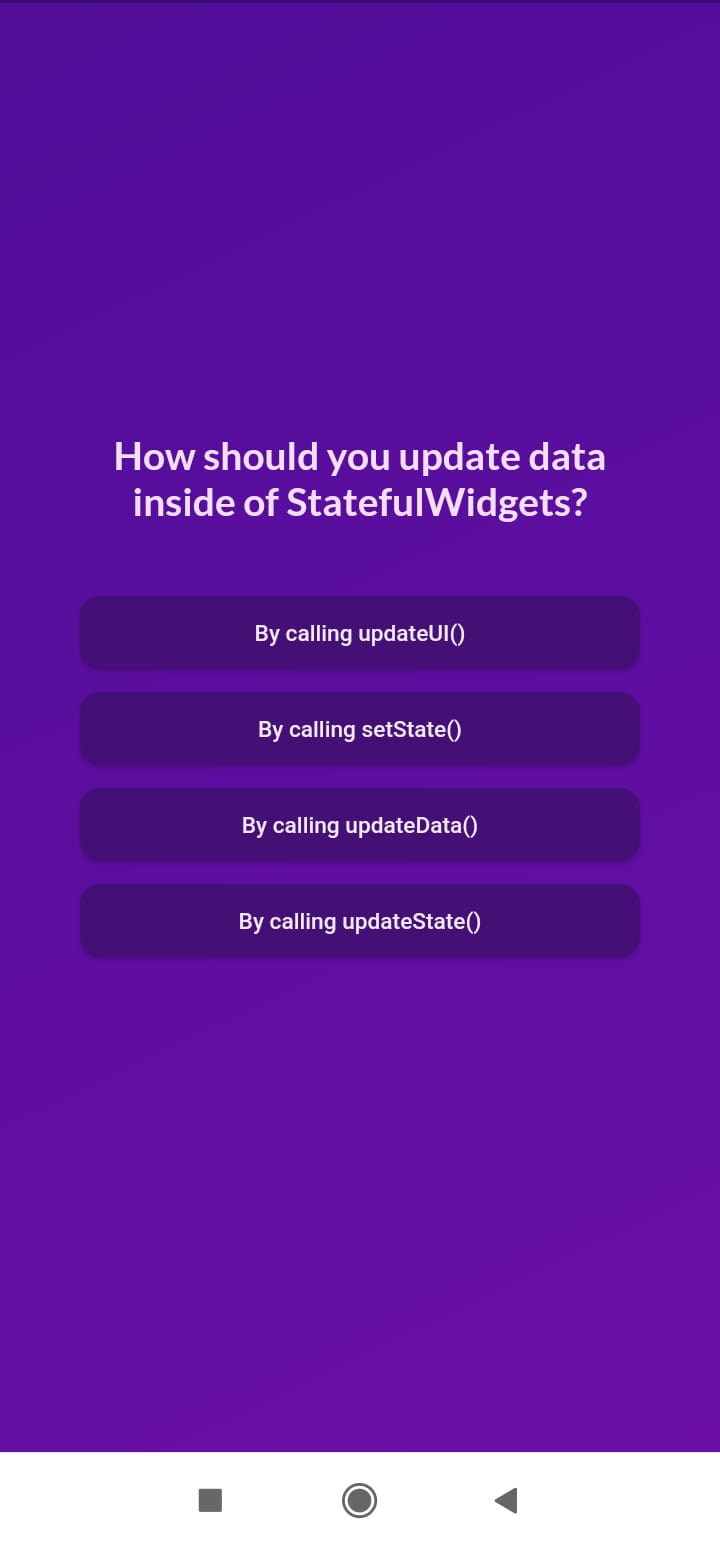 How should you update data
inside of StatefulWidgets?
By calling updateUI()
By calling setState()
By calling updateData()
By calling updateState()